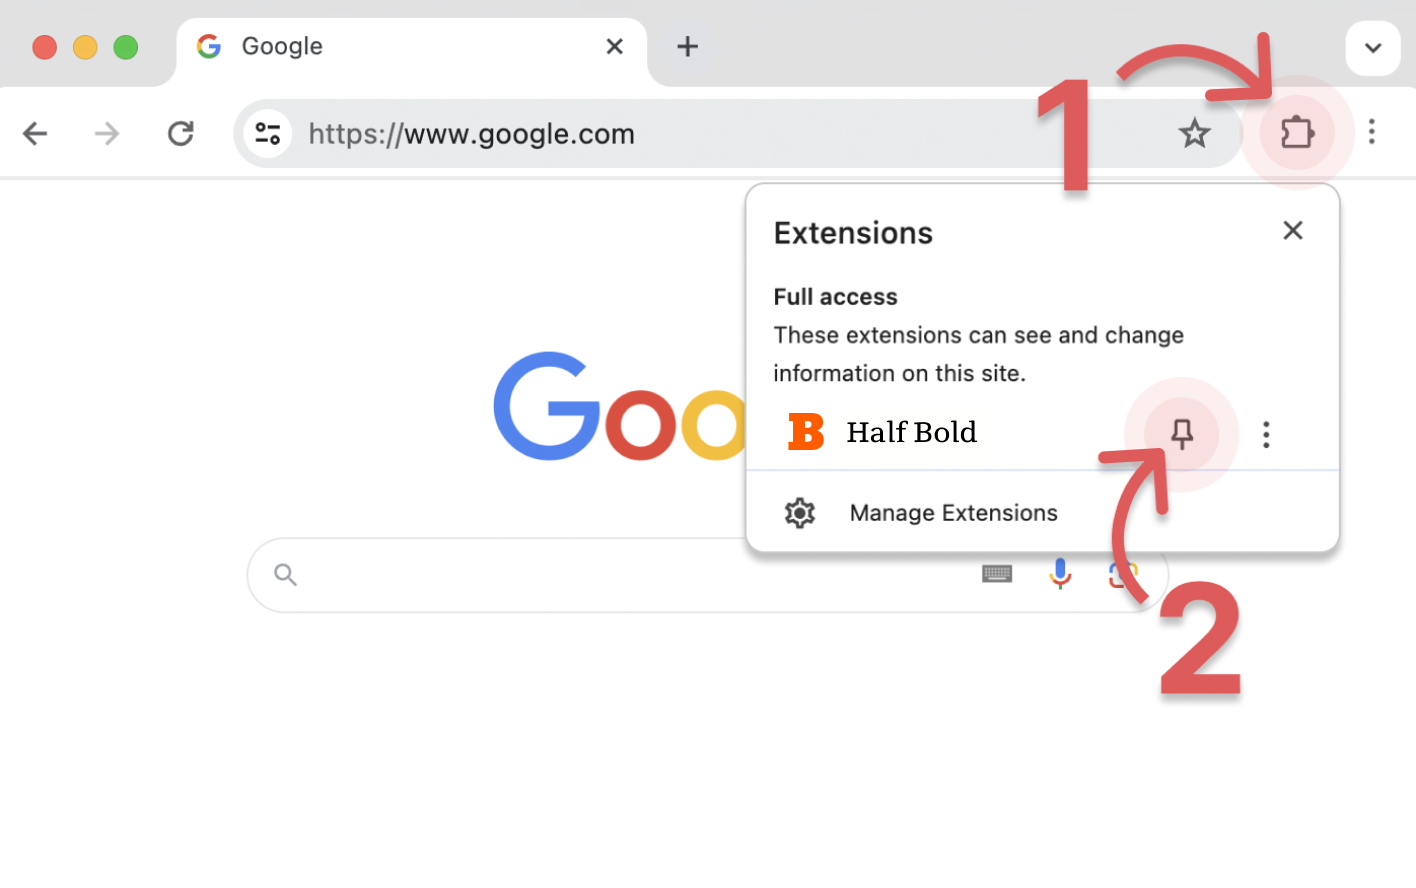 Google
https://www.google.com
1
Extensions
Full access
These extensions can see and change
information on this site.
Goo
B Half Bold
Manage Extensions
2